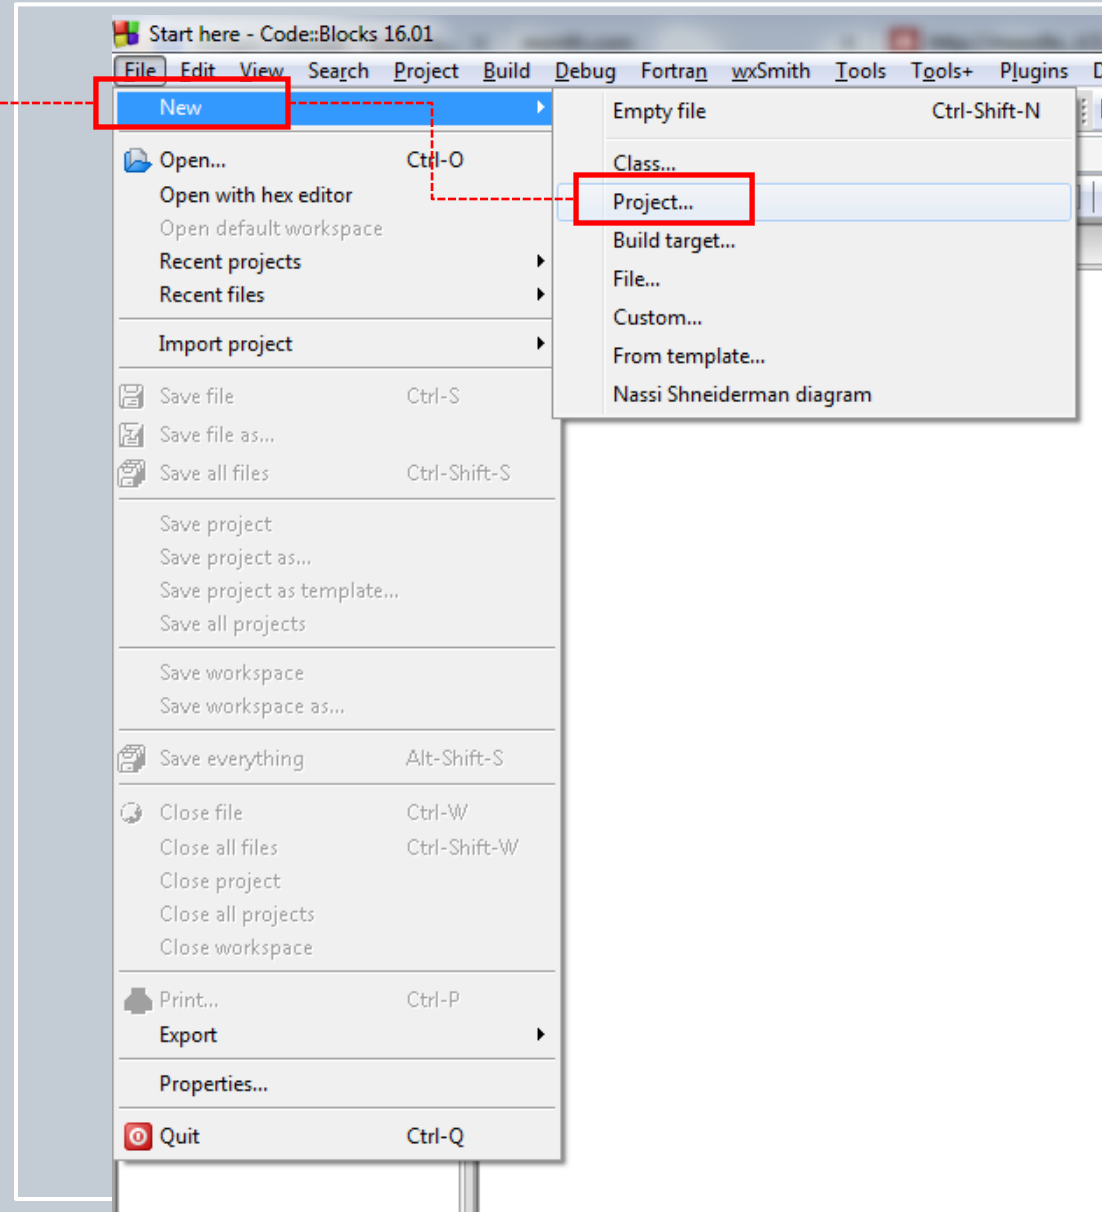 Start here - Code::Blocks 16.01
File Edit View Search Project Build Debug Fortran wxSmith Tools Tools+ Plugins
New
Open... Ctrl-O
Open with hex editor
Open default workspace
Recent projects
Recent files
Import project
Save file Ctrl-S
Save file as...
Save all files Ctrl-Shift-S
Save project
Save project as...
Save project as template...
Save all projects
Save workspace
Save workspace as...
Save everything Alt-Shift-S
Close file Ctrl-W
Close all files Ctrl-Shift-W
Close project
Close all projects
Close workspace
Print... Ctrl-P
Export
Properties...
Quit Ctrl-Q
Empty file Ctrl-Shift-N
Class...
Project...
Build target...
File...
Custom...
From template...
Nassi Shneiderman diagram